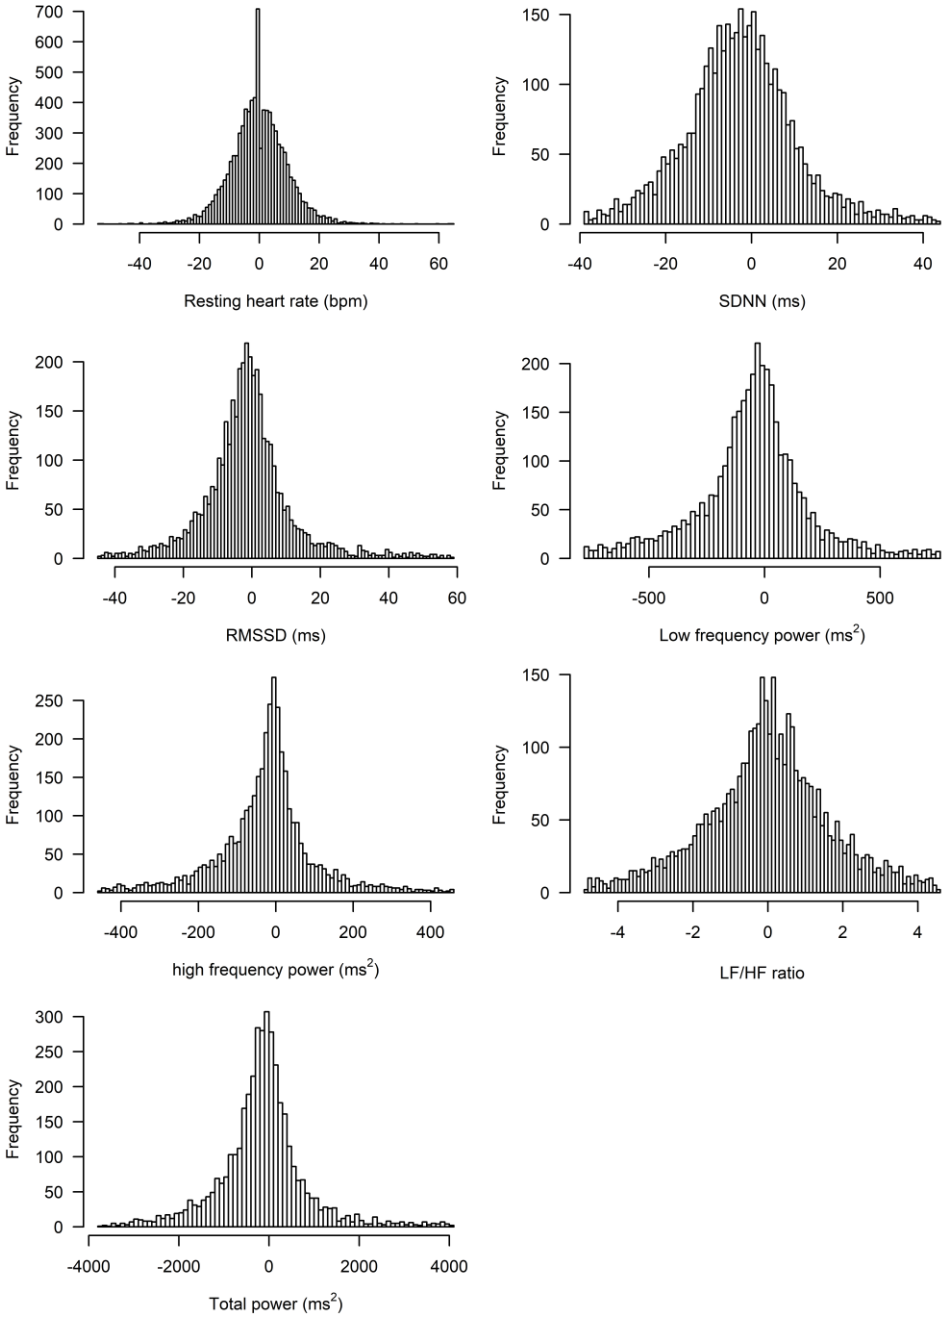 Frequency
700
600
500
400
300
200
100
0
-40 -20 0 20 40 60
Resting heart rate (bpm)
Frequency
150
100
50
0
-40 -20 0 20 40
SDNN (ms)
Frequency
200
150
100
50
0
-40 -20 0 20 40 60
RMSSD (ms)
Frequency
200
150
100
50
0
-500 0 500
Low frequency power (ms²)
Frequency
250
200
150
100
50
0
-400 -200 0 200 400
high frequency power (ms²)
Frequency
150
100
50
0
-4 -2 0 2 4
LF/HF ratio
Frequency
300
250
200
150
100
50
0
-4000 -2000 0 2000 4000
Total power (ms²)